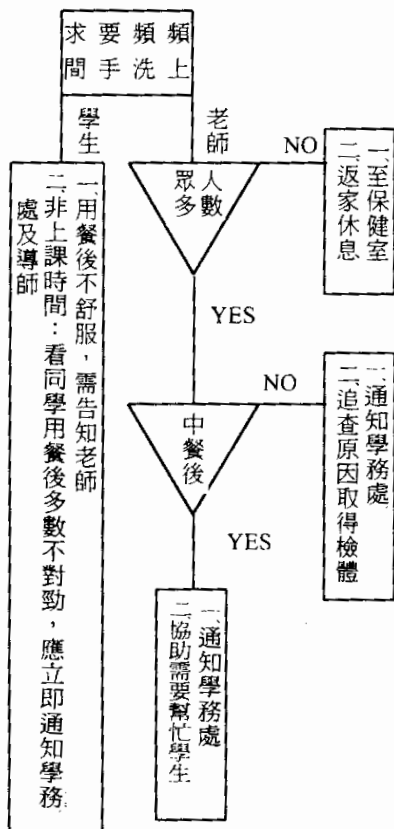 頻頻要求
上洗手間
老師
人數
眾多
NO
一、至保健室
二、返家休息
YES
中餐後
NO
一、通知學務處
二、追查原因取得檢體
YES
一、通知學務處
二、協助需要幫忙學生
學生
一、用餐後不舒服，需告知老師
二、非上課時間：看同學用餐後多數不對勁，應立即通知學務
處及導師